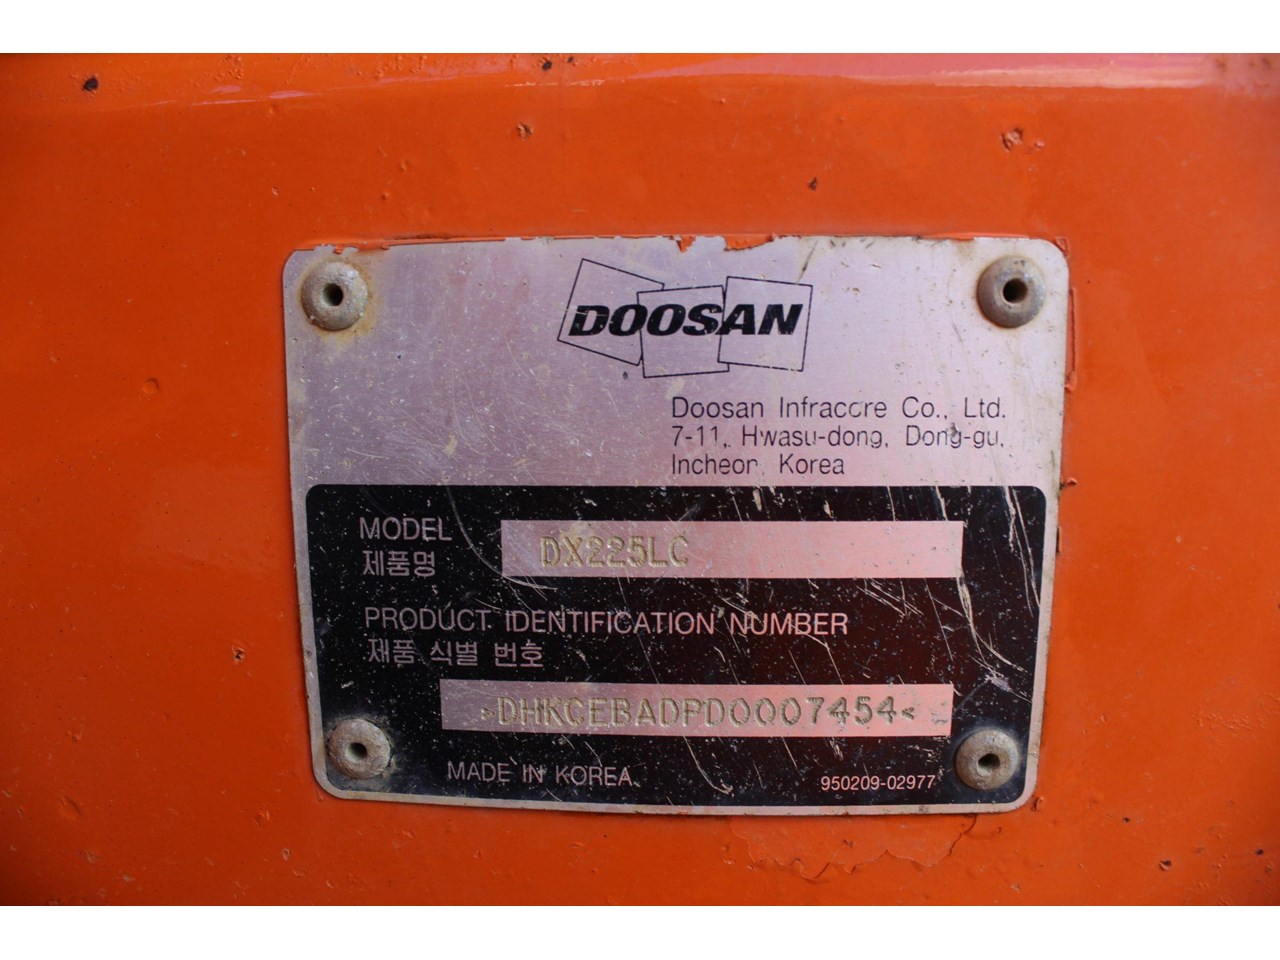 DOOSAN
Doosan Infracore Co., Ltd.
7-11, Hwasu-dong, Dong-gu,
Incheon, Korea
MODEL
제품명
DX225LC
PRODUCT IDENTIFICATION NUMBER
제품 식별 번호
>DHKCEBADPD0007454<
MADE IN KOREA
950209-02977